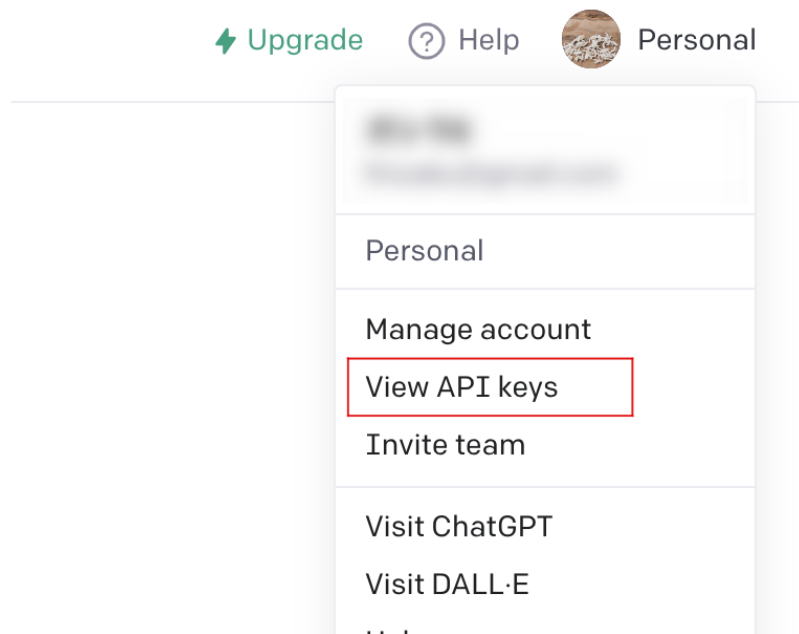 Upgrade
Help
Personal
Personal
Manage account
View API keys
Invite team
Visit ChatGPT
Visit DALL·E